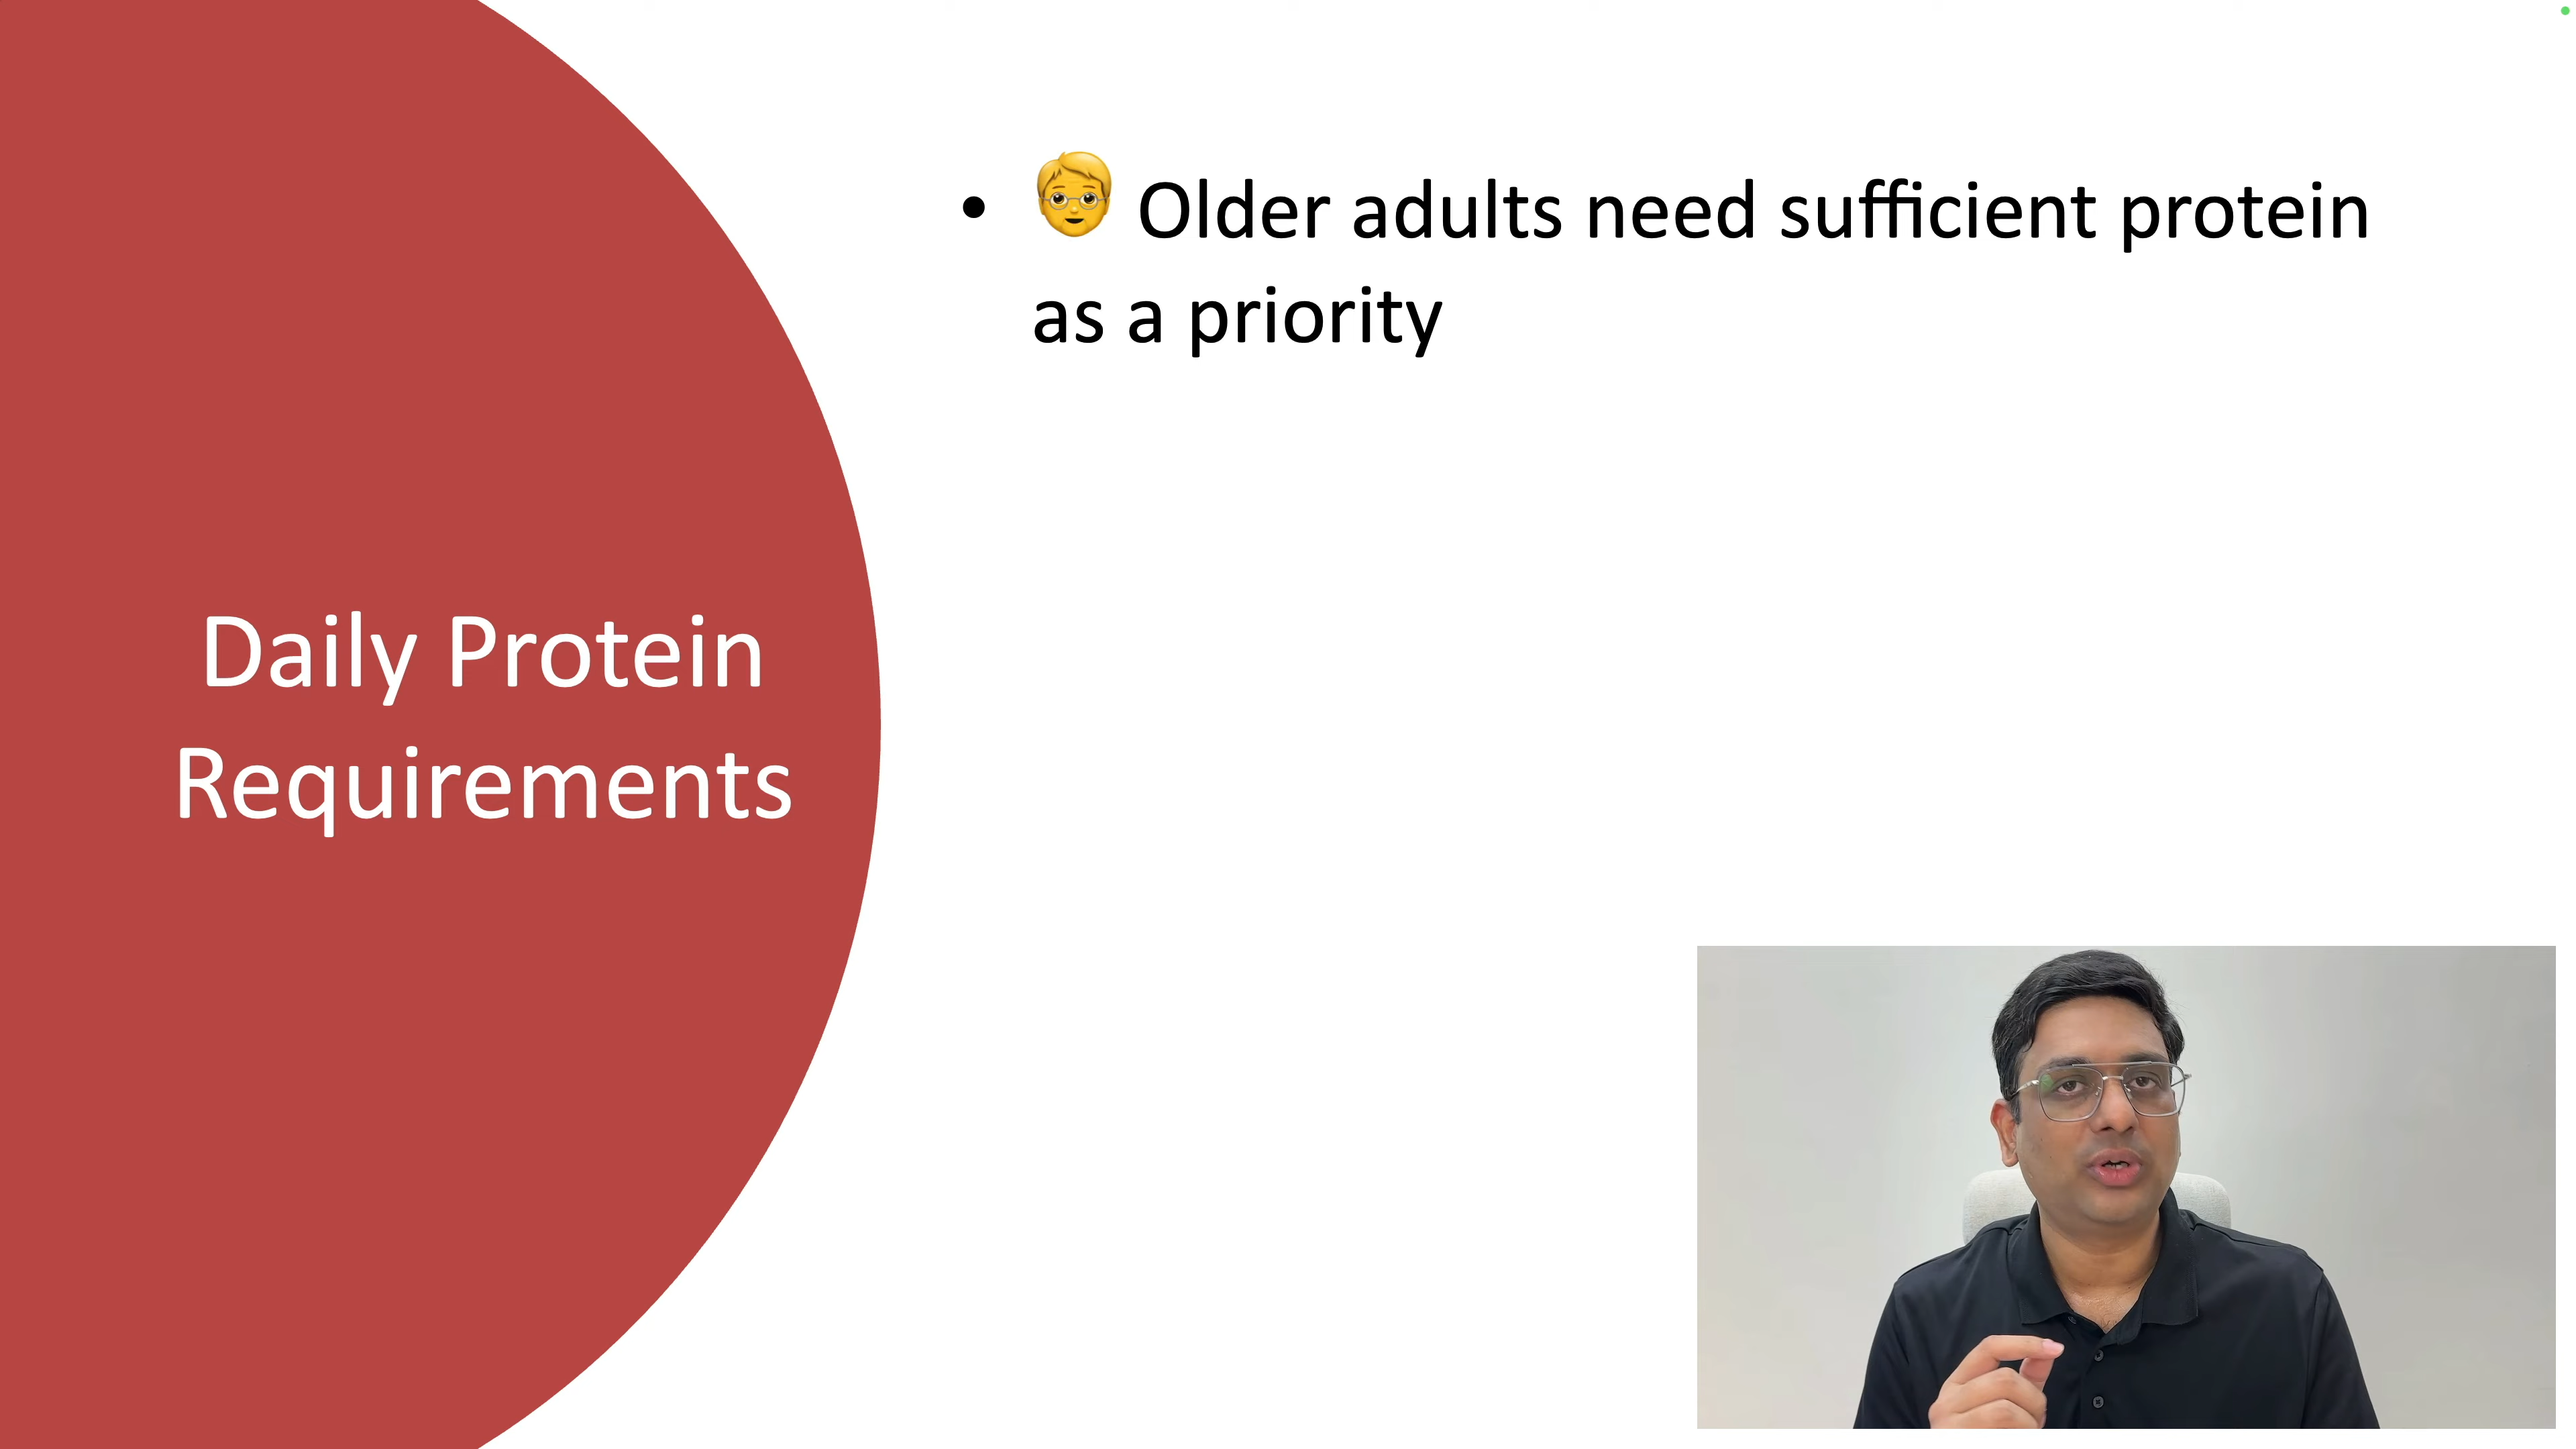 Daily Protein
Requirements
• 🧓 Older adults need sufficient protein
as a priority